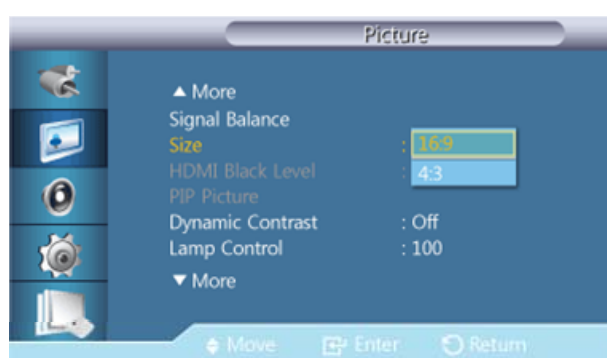 Picture
▲ More
Signal Balance
Size : 16:9
HDMI Black Level : 4:3
PIP Picture
Dynamic Contrast : Off
Lamp Control : 100
▼ More
Move Enter Return